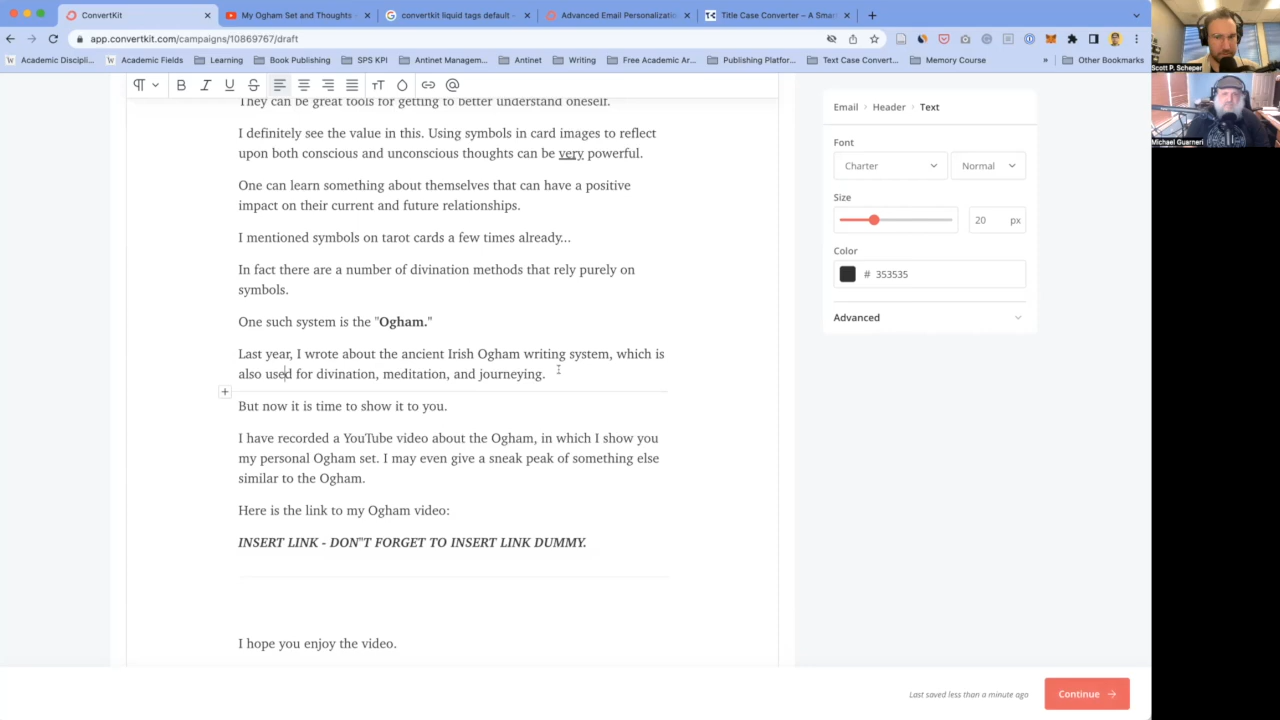 ConvertKit
My Ogham Set and Thoughts -
convertkit liquid tags default -
Advanced Email Personalization
Title Case Converter – A Smar
app.convertkit.com/campaigns/10869767/draft
Academic Discipli...
Academic Fields
Learning
Book Publishing
SPS KPI
Antinet Managem...
Antinet
Writing
Free Academic Ar...
Publishing Platfor...
Text Case Convert...
Memory Course
»
Other Bookmarks
They can be great tools for getting to better understand oneself.
I definitely see the value in this. Using symbols in card images to reflect
upon both conscious and unconscious thoughts can be very powerful.
One can learn something about themselves that can have a positive
impact on their current and future relationships.
I mentioned symbols on tarot cards a few times already...
In fact there are a number of divination methods that rely purely on
symbols.
One such system is the "Ogham."
Last year, I wrote about the ancient Irish Ogham writing system, which is
also used for divination, meditation, and journeying.
But now it is time to show it to you.
I have recorded a YouTube video about the Ogham, in which I show you
my personal Ogham set. I may even give a sneak peak of something else
similar to the Ogham.
Here is the link to my Ogham video:
INSERT LINK - DON"T FORGET TO INSERT LINK DUMMY.
I hope you enjoy the video.
Email > Header > Text
Font
Charter
Normal
Size
20 px
Color
# 353535
Advanced
Last saved less than a minute ago
Continue →
Scott P. Scheper
Michael Guarneri